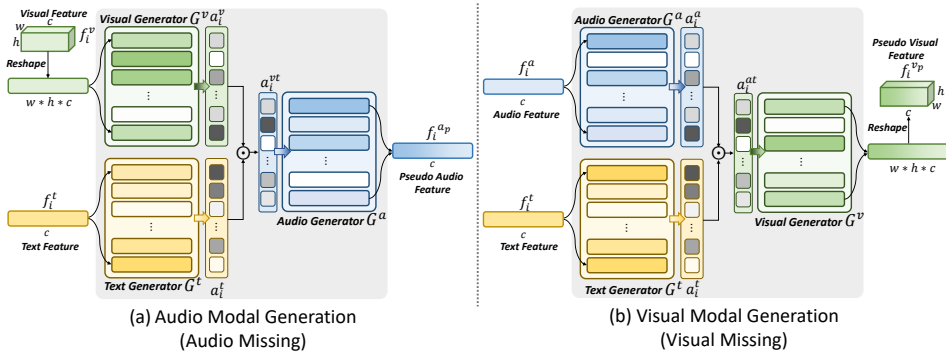 Visual Feature
w
c
h
f_i^v
Reshape
w * h * c
Visual Generator G^v
a_i^v
⋮
f_i^t
c
Text Feature
⋮
Text Generator G^t
a_i^t
a_i^{vt}
⋮
Audio Generator G^a
f_i^{a_p}
c
Pseudo Audio
Feature
(a) Audio Modal Generation
(Audio Missing)
f_i^a
c
Audio Feature
Audio Generator G^a
a_i^a
⋮
f_i^t
c
Text Feature
⋮
Text Generator G^t
a_i^t
a_i^{at}
⋮
Visual Generator G^v
Pseudo Visual
Feature
f_i^{v_p}
h
c
w
Reshape
w * h * c
(b) Visual Modal Generation
(Visual Missing)